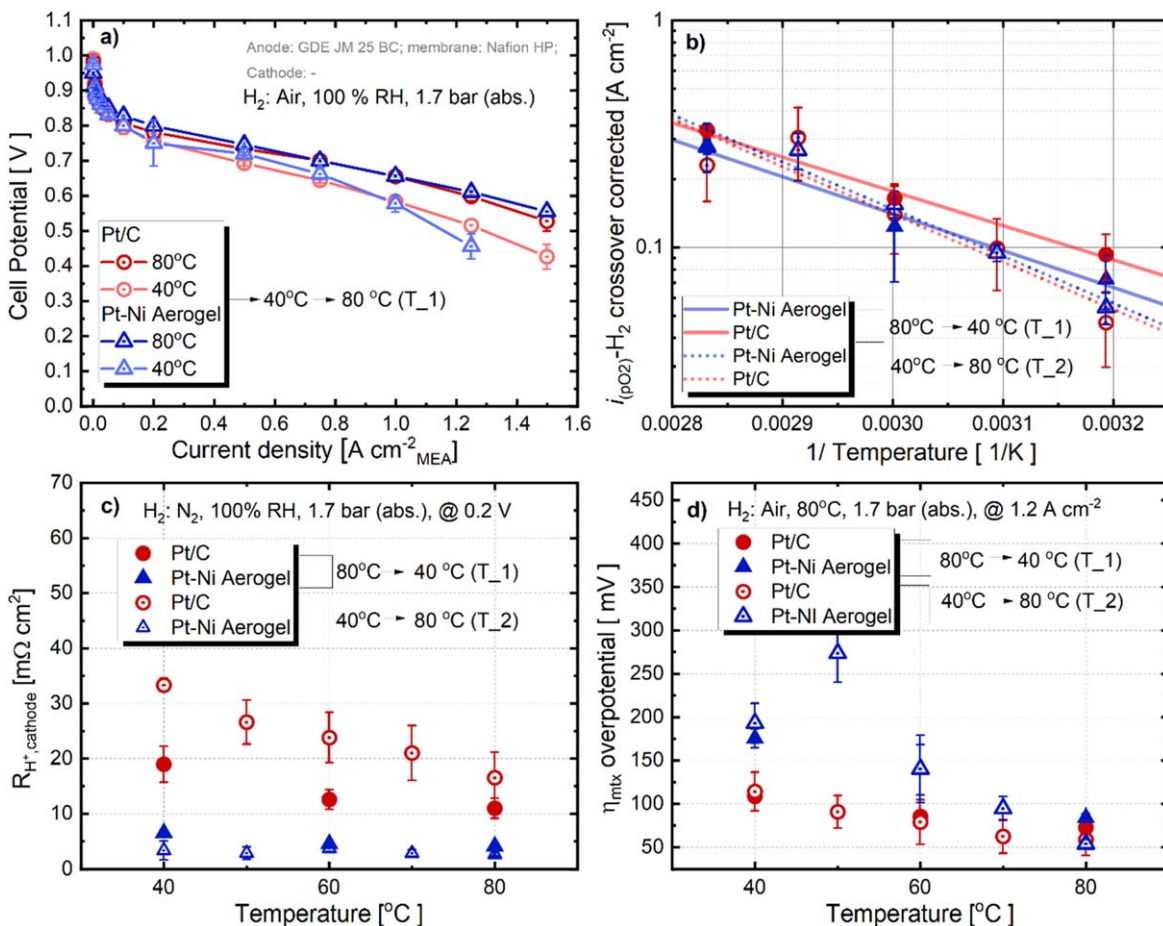 a)
Anode: GDE JM 25 BC; membrane: Nafion HP;
Cathode: -
H2: Air, 100 % RH, 1.7 bar (abs.)
Cell Potential [ V ]
1.1
1.0
0.9
0.8
0.7
0.6
0.5
0.4
0.3
0.2
0.1
0.0
Pt/C
80°C
40°C
Pt-Ni Aerogel
80°C
40°C
40°C → 80 °C (T_1)
0.0 0.2 0.4 0.6 0.8 1.0 1.2 1.4 1.6
Current density [A cm-2MEA]
b)
i(pO2)-H2 crossover corrected [A cm-2]
1
0.1
Pt-Ni Aerogel
Pt/C
Pt-Ni Aerogel
Pt/C
80°C → 40 °C (T_1)
40°C → 80 °C (T_2)
0.0028 0.0029 0.0030 0.0031 0.0032
1/ Temperature [ 1/K ]
c)
H2: N2, 100% RH, 1.7 bar (abs.), @ 0.2 V
RH+,cathode [mΩ cm2]
70
60
50
40
30
20
10
0
Pt/C
Pt-Ni Aerogel
Pt/C
Pt-Ni Aerogel
80°C → 40 °C (T_1)
40°C → 80 °C (T_2)
40 60 80
Temperature [°C]
d)
H2: Air, 80°C, 1.7 bar (abs.), @ 1.2 A cm-2
ηmtx overpotential [ mV ]
450
400
350
300
250
200
150
100
50
Pt/C
Pt-Ni Aerogel
Pt/C
Pt-NI Aerogel
80°C → 40 °C (T_1)
40°C → 80 °C (T_2)
40 50 60 70 80
Temperature [°C]